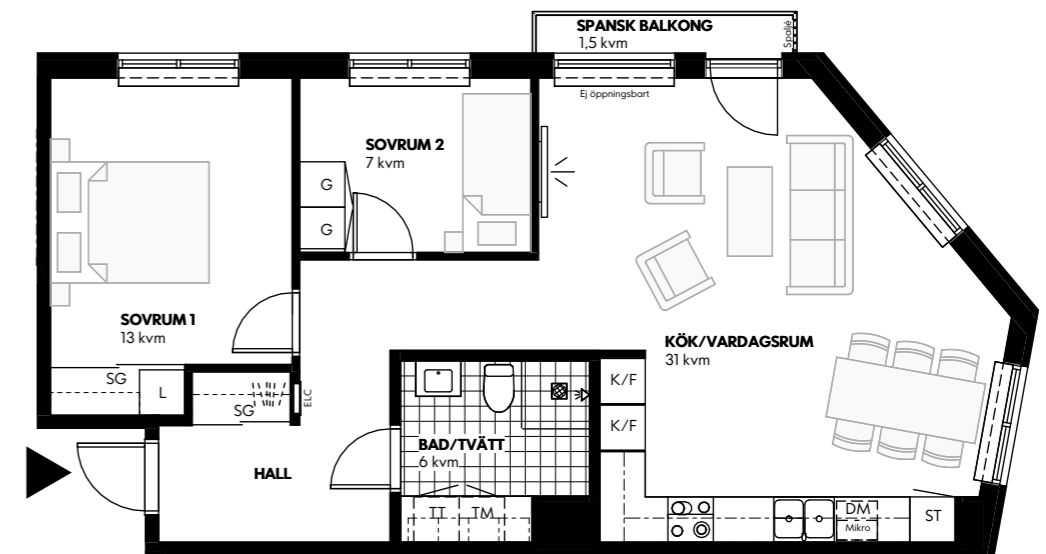 SPANSK BALKONG
1,5 kvm
Spaljé
Ej öppningsbart
SOVRUM 2
7 kvm
G
G
SOVRUM 1
13 kvm
KÖK/VARDAGSRUM
31 kvm
SG
L
SG
ELC
K/F
K/F
BAD/TVÄTT
6 kvm
HALL
TT
TM
DM
Mikro
ST